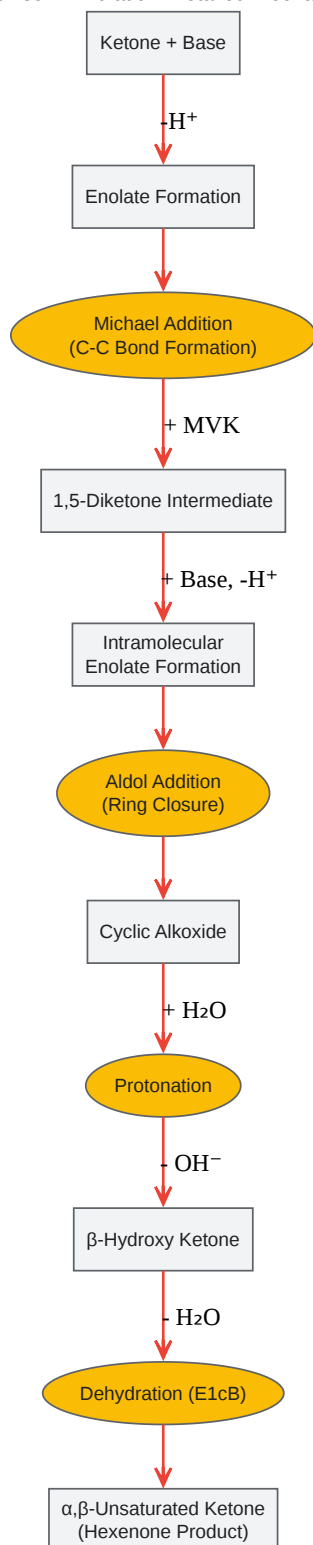 Ketone + Base
-H⁺
Enolate Formation
Michael Addition
(C-C Bond Formation)
+ MVK
1,5-Diketone Intermediate
+ Base, -H⁺
Intramolecular
Enolate Formation
Aldol Addition
(Ring Closure)
Cyclic Alkoxide
+ H₂O
Protonation
- OH⁻
β-Hydroxy Ketone
- H₂O
Dehydration (E1cB)
α,β-Unsaturated Ketone
(Hexenone Product)